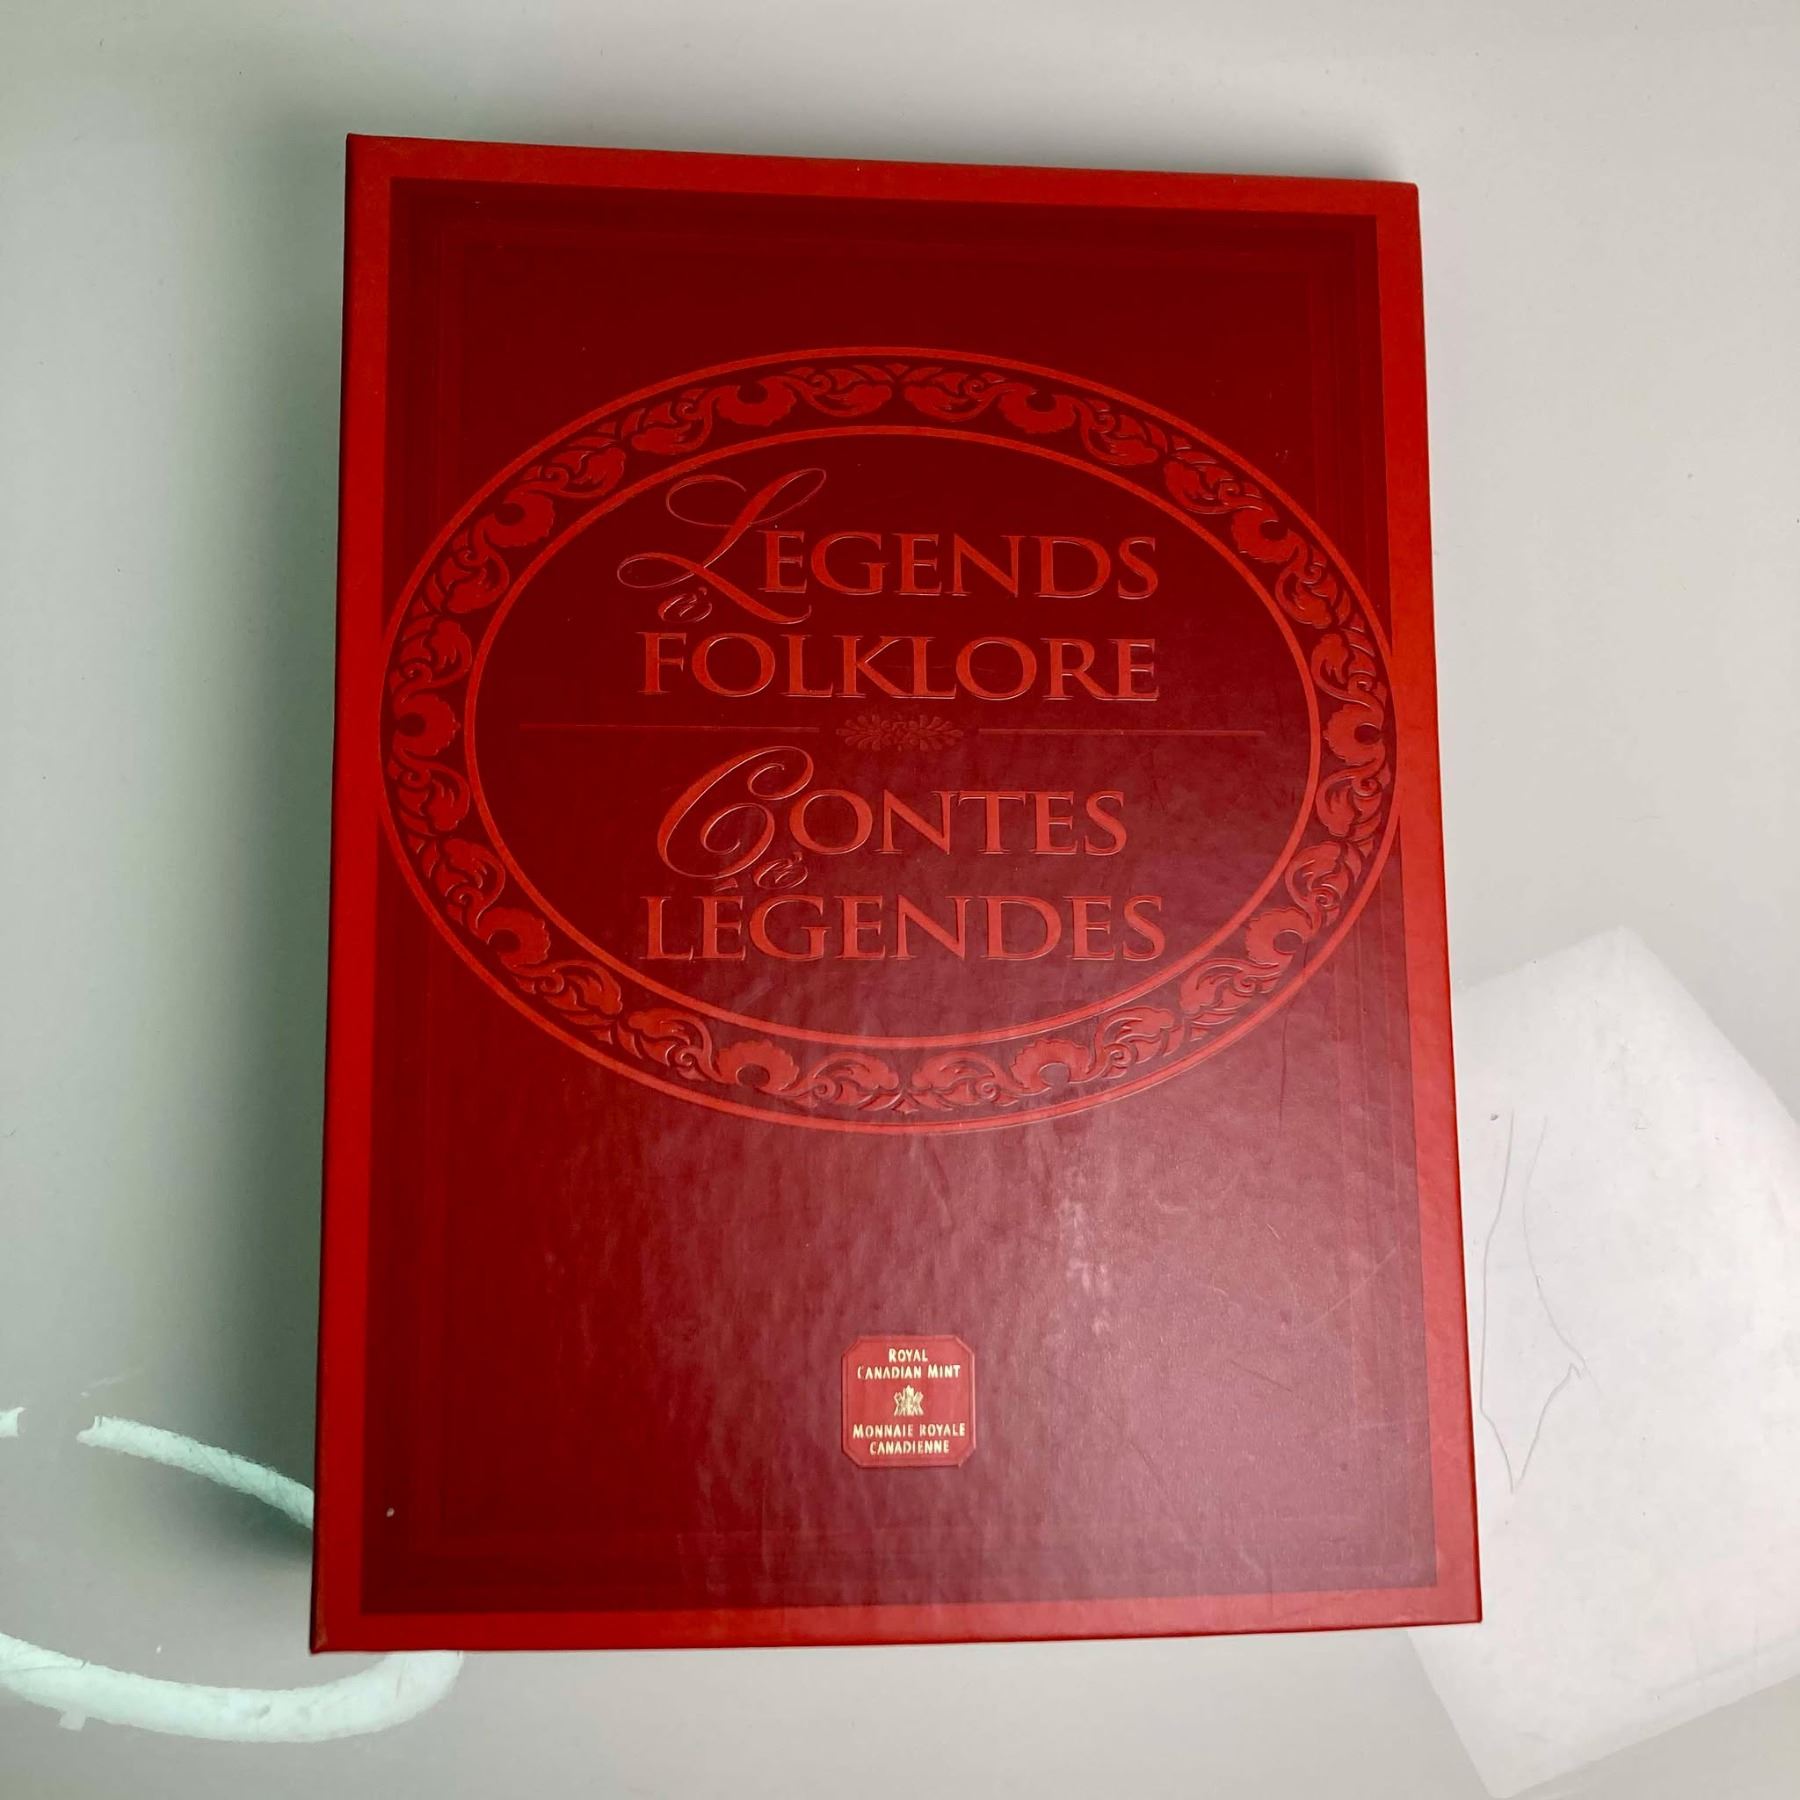 LEGENDS
&
FOLKLORE
CONTES
&
LÉGENDES
ROYAL
CANADIAN MINT
MONNAIE ROYALE
CANADIENNE